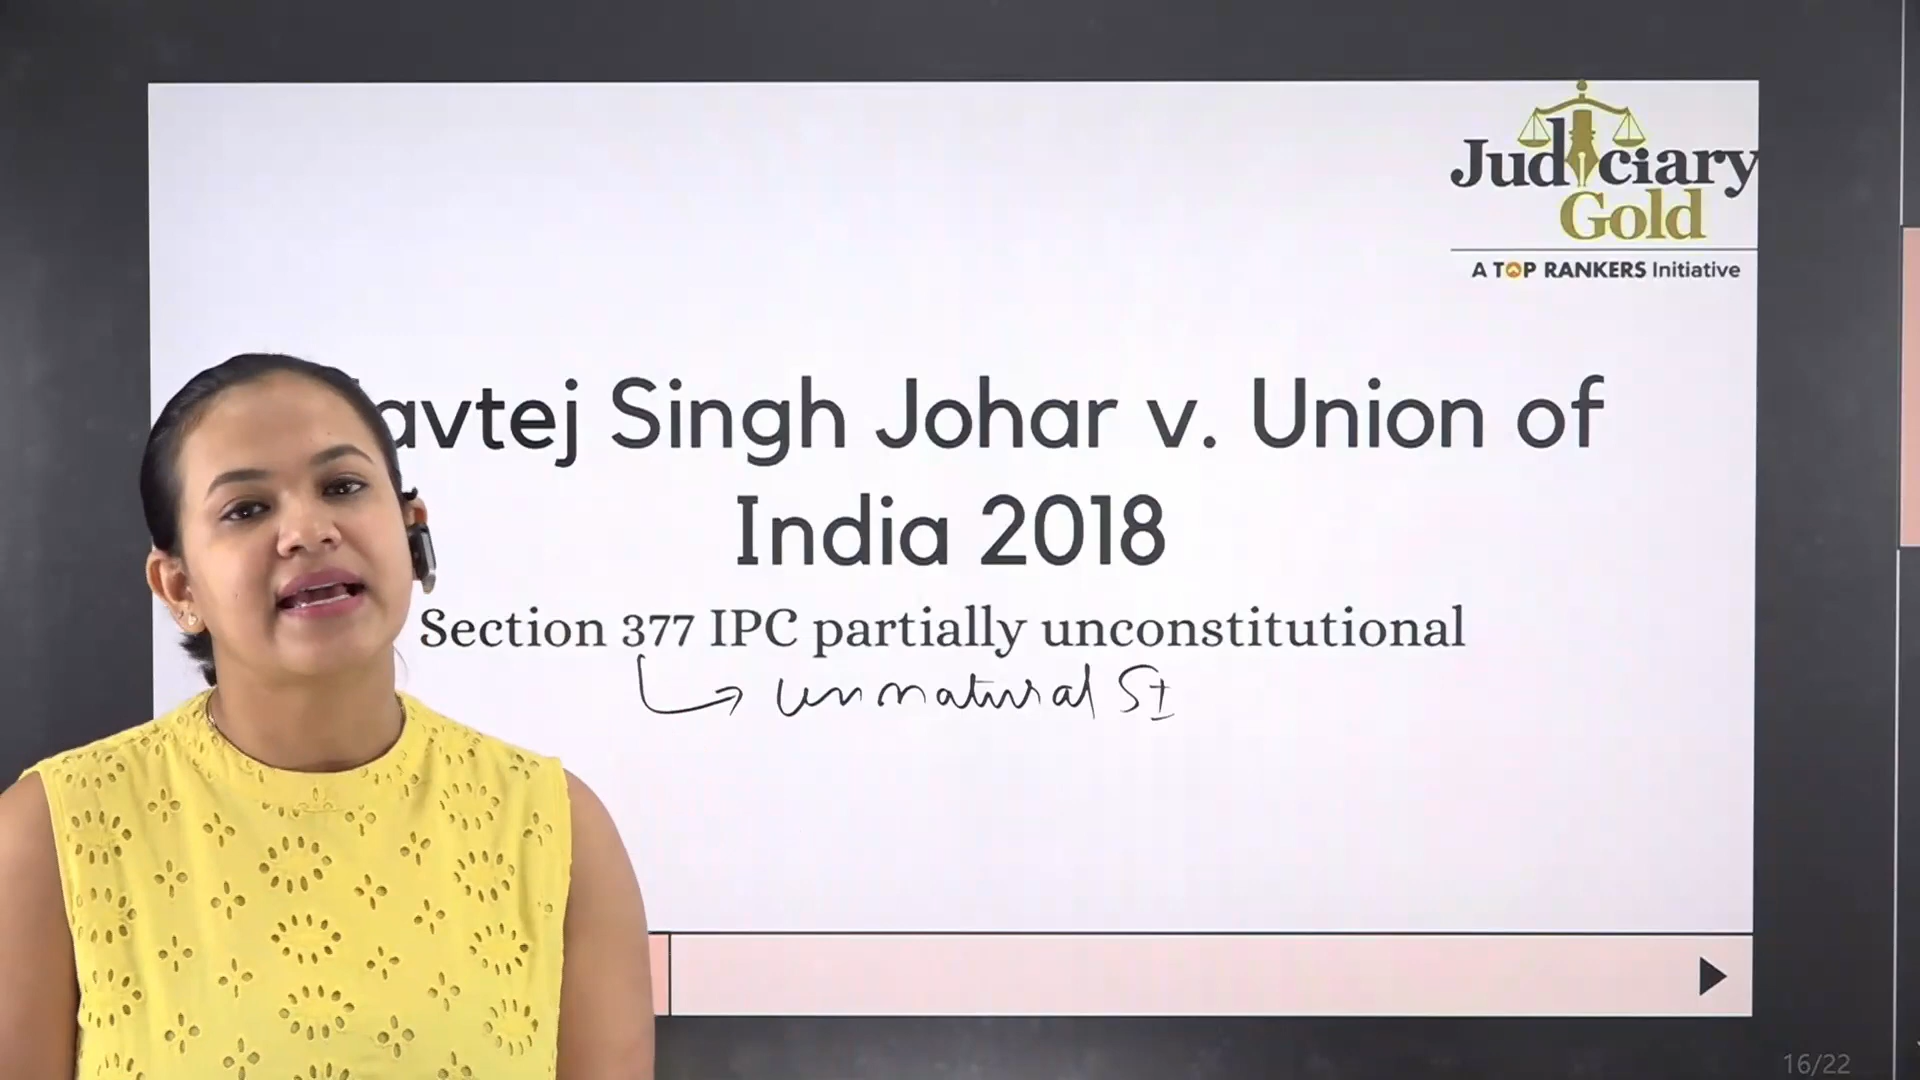 Judiciary
Gold
A TOP RANKERS Initiative
avtej Singh Johar v. Union of
India 2018
Section 377 IPC partially unconstitutional
unnatural SI
16/22